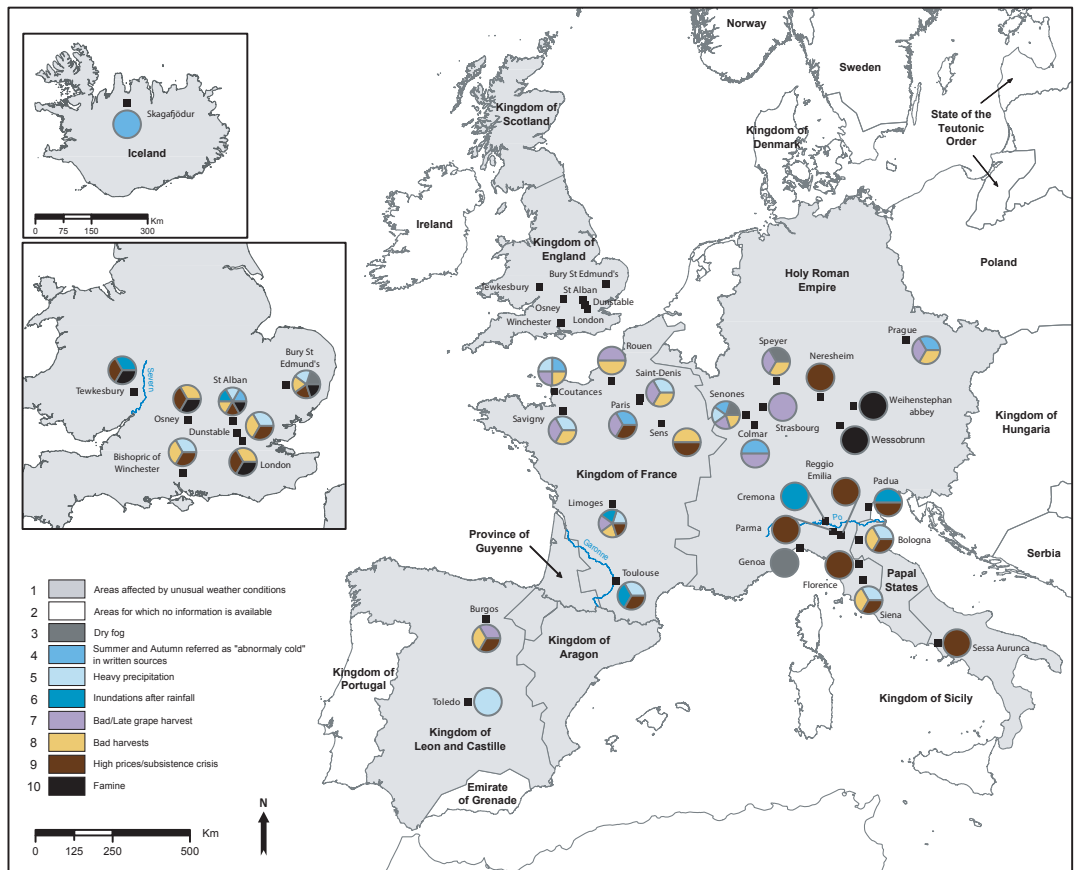 Norway
Sweden
Skagafjödur
Iceland
0 75 150 300 Km
Kingdom of
Scotland
Kingdom of
Denmark
State of the
Teutonic
Order
Ireland
Poland
Kingdom of
England
Holy Roman
Empire
Bury St Edmund's
Tewkesbury
St Alban
Osney
Dunstable
Winchester
London
Severn
Bury St
Edmund's
Tewkesbury
St Alban
Osney
Dunstable
Bishopric of
Winchester
London
Rouen
Coutances
Saint-Denis
Savigny
Paris
Sens
Speyer
Neresheim
Prague
Senones
Strasbourg
Colmar
Weihenstephan
abbey
Wessobrunn
Kingdom of
Hungaria
Kingdom of France
Limoges
Reggio
Emilia
Padua
Cremona
Parma
Po
Bologna
Genoa
Florence
Papal
States
Siena
Serbia
Sessa Aurunca
Province of
Guyenne
Garonne
Toulouse
Burgos
Kingdom of
Aragon
Kingdom of
Portugal
Toledo
Kingdom of
Leon and Castille
Kingdom of Sicily
Emirate
of Grenade
1 Areas affected by unusual weather conditions
2 Areas for which no information is available
3 Dry fog
4 Summer and Autumn referred as "abnormaly cold"
in written sources
5 Heavy precipitation
6 Inundations after rainfall
7 Bad/Late grape harvest
8 Bad harvests
9 High prices/subsistence crisis
10 Famine
N
0 125 250 500 Km